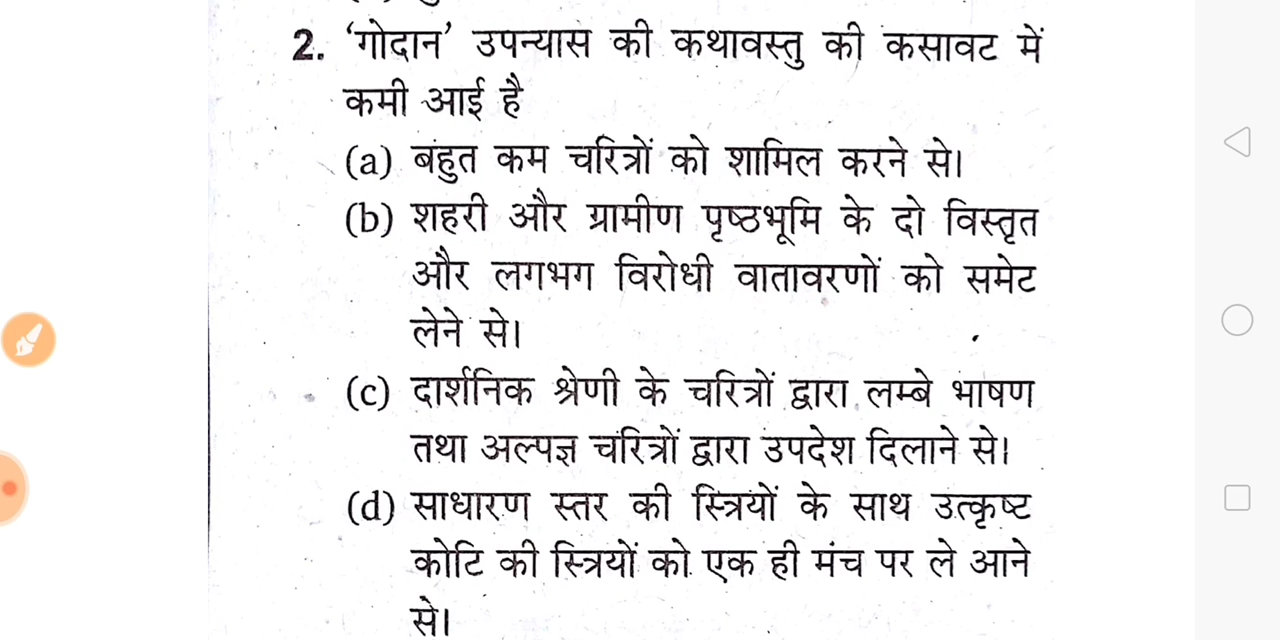 2. ‘गोदान’ उपन्यास की कथावस्तु की कसावट में
कमी आई है
(a) बहुत कम चरित्रों को शामिल करने से।
(b) शहरी और ग्रामीण पृष्ठभूमि के दो विस्तृत
और लगभग विरोधी वातावरणों को समेट
लेने से।
(c) दार्शनिक श्रेणी के चरित्रों द्वारा लम्बे भाषण
तथा अल्पज्ञ चरित्रों द्वारा उपदेश दिलाने से।
(d) साधारण स्तर की स्त्रियों के साथ उत्कृष्ट
कोटि की स्त्रियों को एक ही मंच पर ले आने
से।